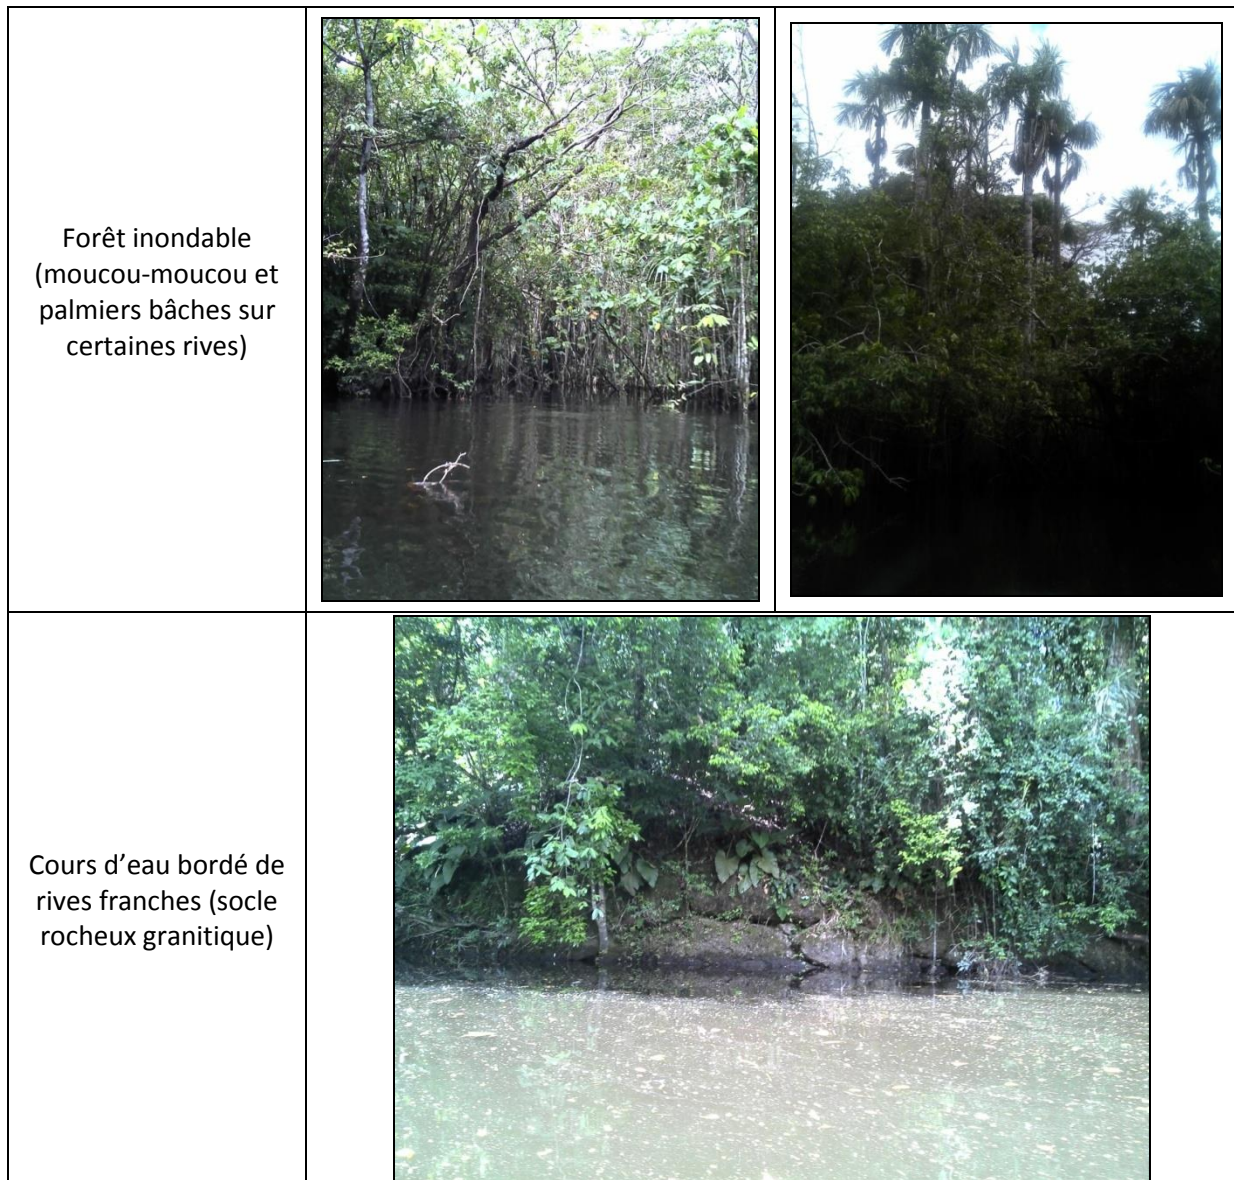 Forêt inondable
(moucou-moucou et
palmiers bâches sur
certaines rives)
Cours d’eau bordé de
rives franches (socle
rocheux granitique)